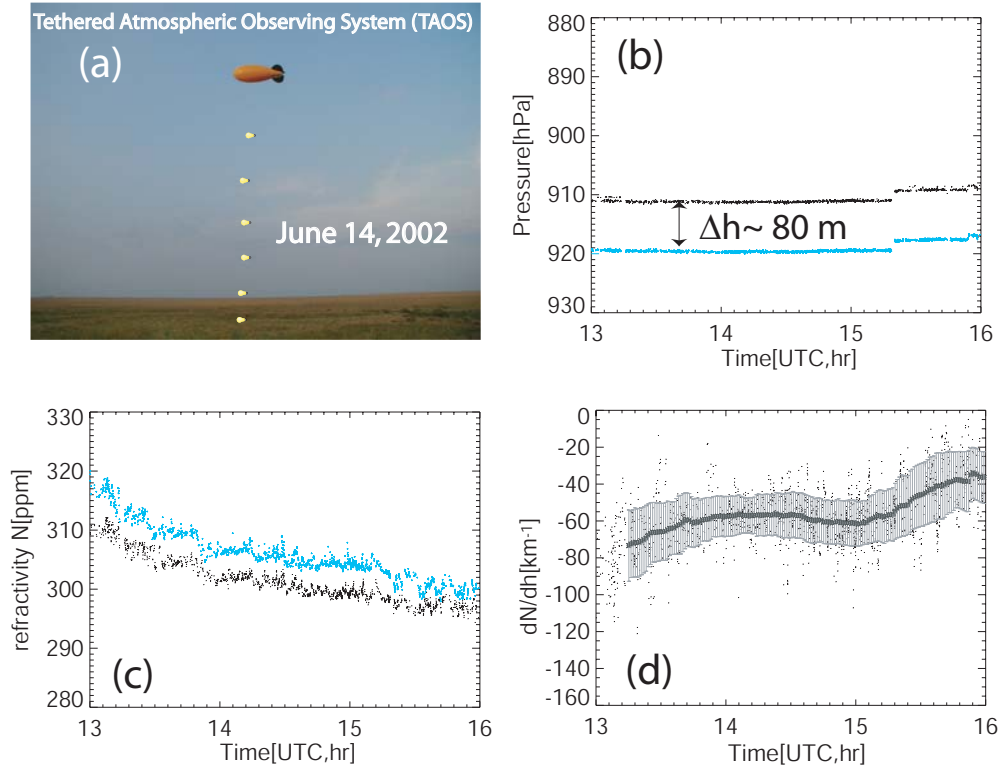 Tethered Atmospheric Observing System (TAOS)
(a)
June 14, 2002
(b)
Pressure[hPa]
880
890
900
910
920
930
Δh~ 80 m
13 14 15 16
Time[UTC,hr]
(c)
refractivity N[ppm]
330
320
310
300
290
280
13 14 15 16
Time[UTC,hr]
(d)
dN/dh[km-1]
0
-20
-40
-60
-80
-100
-120
-140
-160
13 14 15 16
Time[UTC,hr]